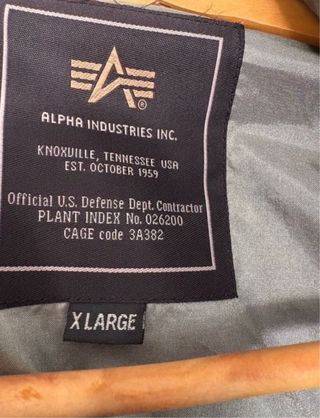 ®
ALPHA INDUSTRIES INC.
KNOXVILLE, TENNESSEE USA
EST. OCTOBER 1959
Official U.S. Defense Dept. Contractor
PLANT INDEX No. 026200
CAGE code 3A382
X LARGE